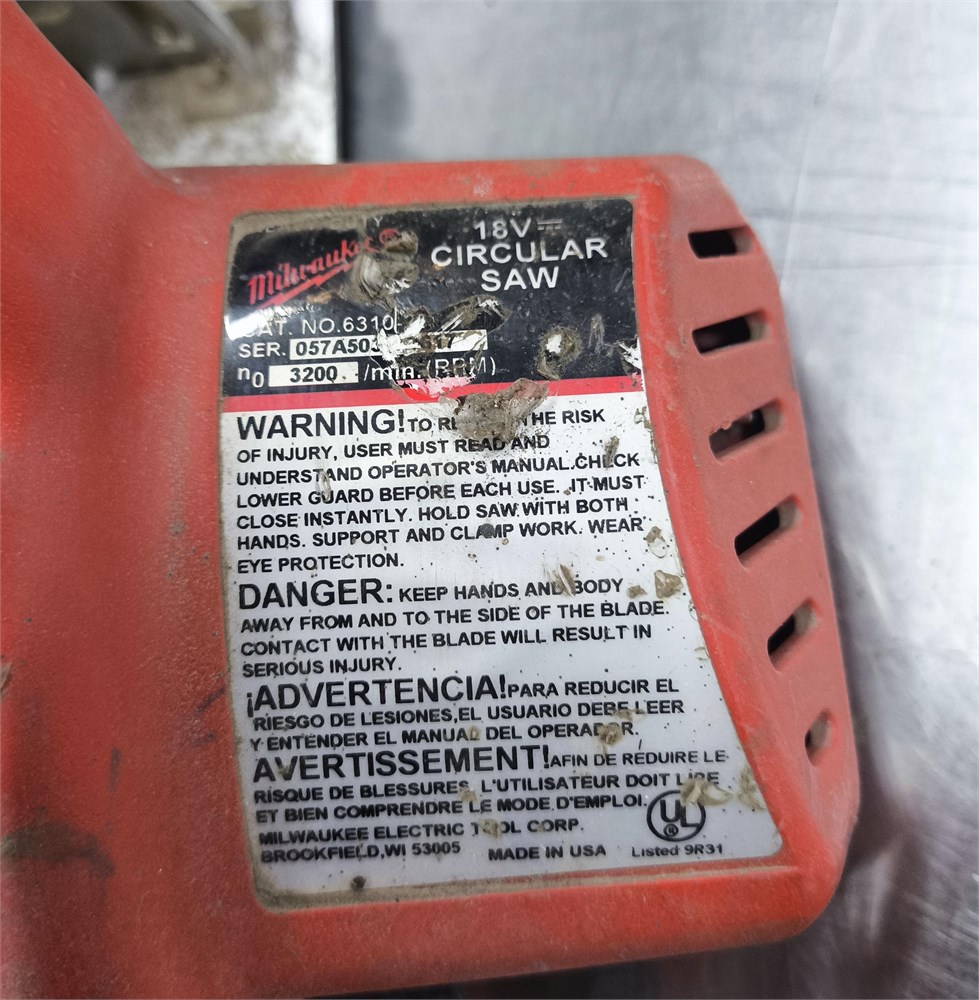 Milwaukee
18V
CIRCULAR
SAW
CAT. NO.6310
SER. 057A503
n0 3200 /min.(RPM)
WARNING! TO THE RISK
OF INJURY, USER MUST READ AND
UNDERSTAND OPERATOR'S MANUAL.CHECK
LOWER GUARD BEFORE EACH USE. IT MUST
CLOSE INSTANTLY. HOLD SAW WITH BOTH
HANDS. SUPPORT AND CLAMP WORK. WEAR
EYE PROTECTION.
DANGER: KEEP HANDS AND BODY
AWAY FROM AND TO THE SIDE OF THE BLADE.
CONTACT WITH THE BLADE WILL RESULT IN
SERIOUS INJURY.
¡ADVERTENCIA! PARA REDUCIR EL
RIESGO DE LESIONES, EL USUARIO DEBE LEER
Y ENTENDER EL MANUAL DEL OPERADOR.
AVERTISSEMENT! AFIN DE RÉDUIRE LE
RISQUE DE BLESSURES, L'UTILISATEUR DOIT LIRE
ET BIEN COMPRENDRE LE MODE D'EMPLOI.
MILWAUKEE ELECTRIC TOOL CORP.
BROOKFIELD,WI 53005 MADE IN USA
UL
®
Listed 9R31